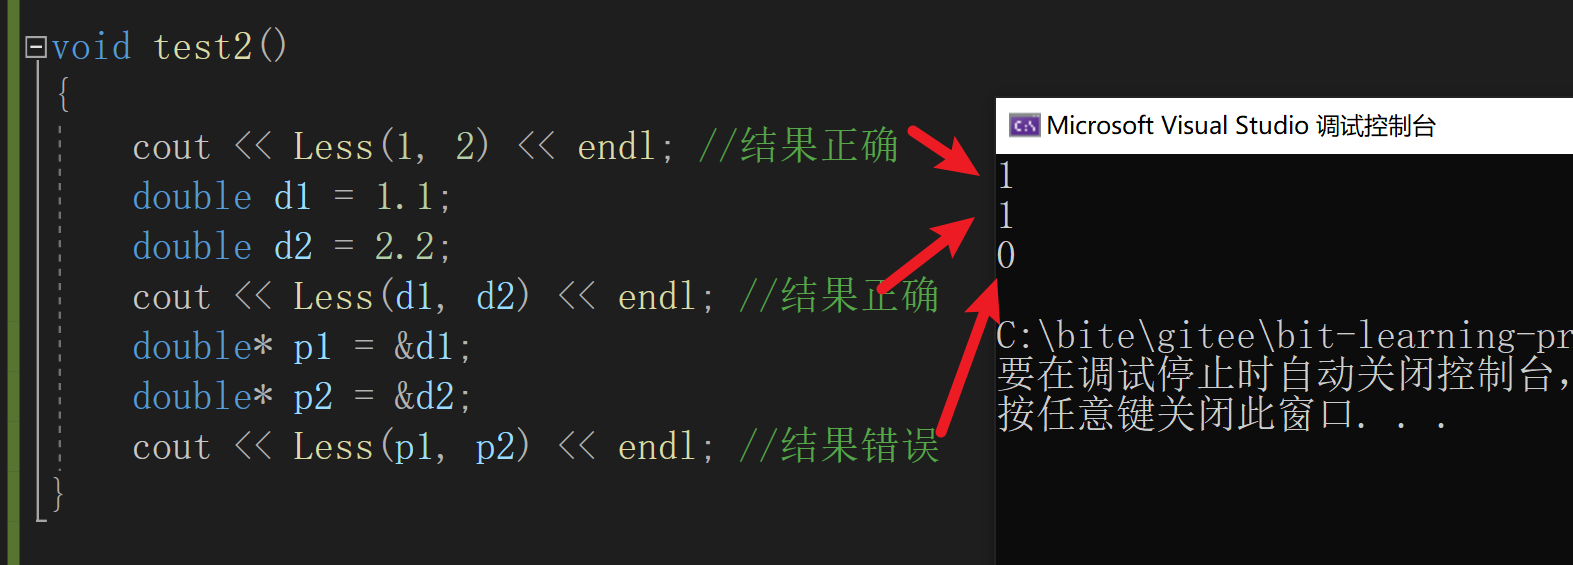 void test2()
{
cout << Less(1, 2) << endl; //结果正确
double d1 = 1.1;
double d2 = 2.2;
cout << Less(d1, d2) << endl; //结果正确
double* p1 = &d1;
double* p2 = &d2;
cout << Less(p1, p2) << endl; //结果错误
}
Microsoft Visual Studio 调试控制台
1
1
0
C:\bite\gitee\bit-learning-pr
要在调试停止时自动关闭控制台，
按任意键关闭此窗口. . .